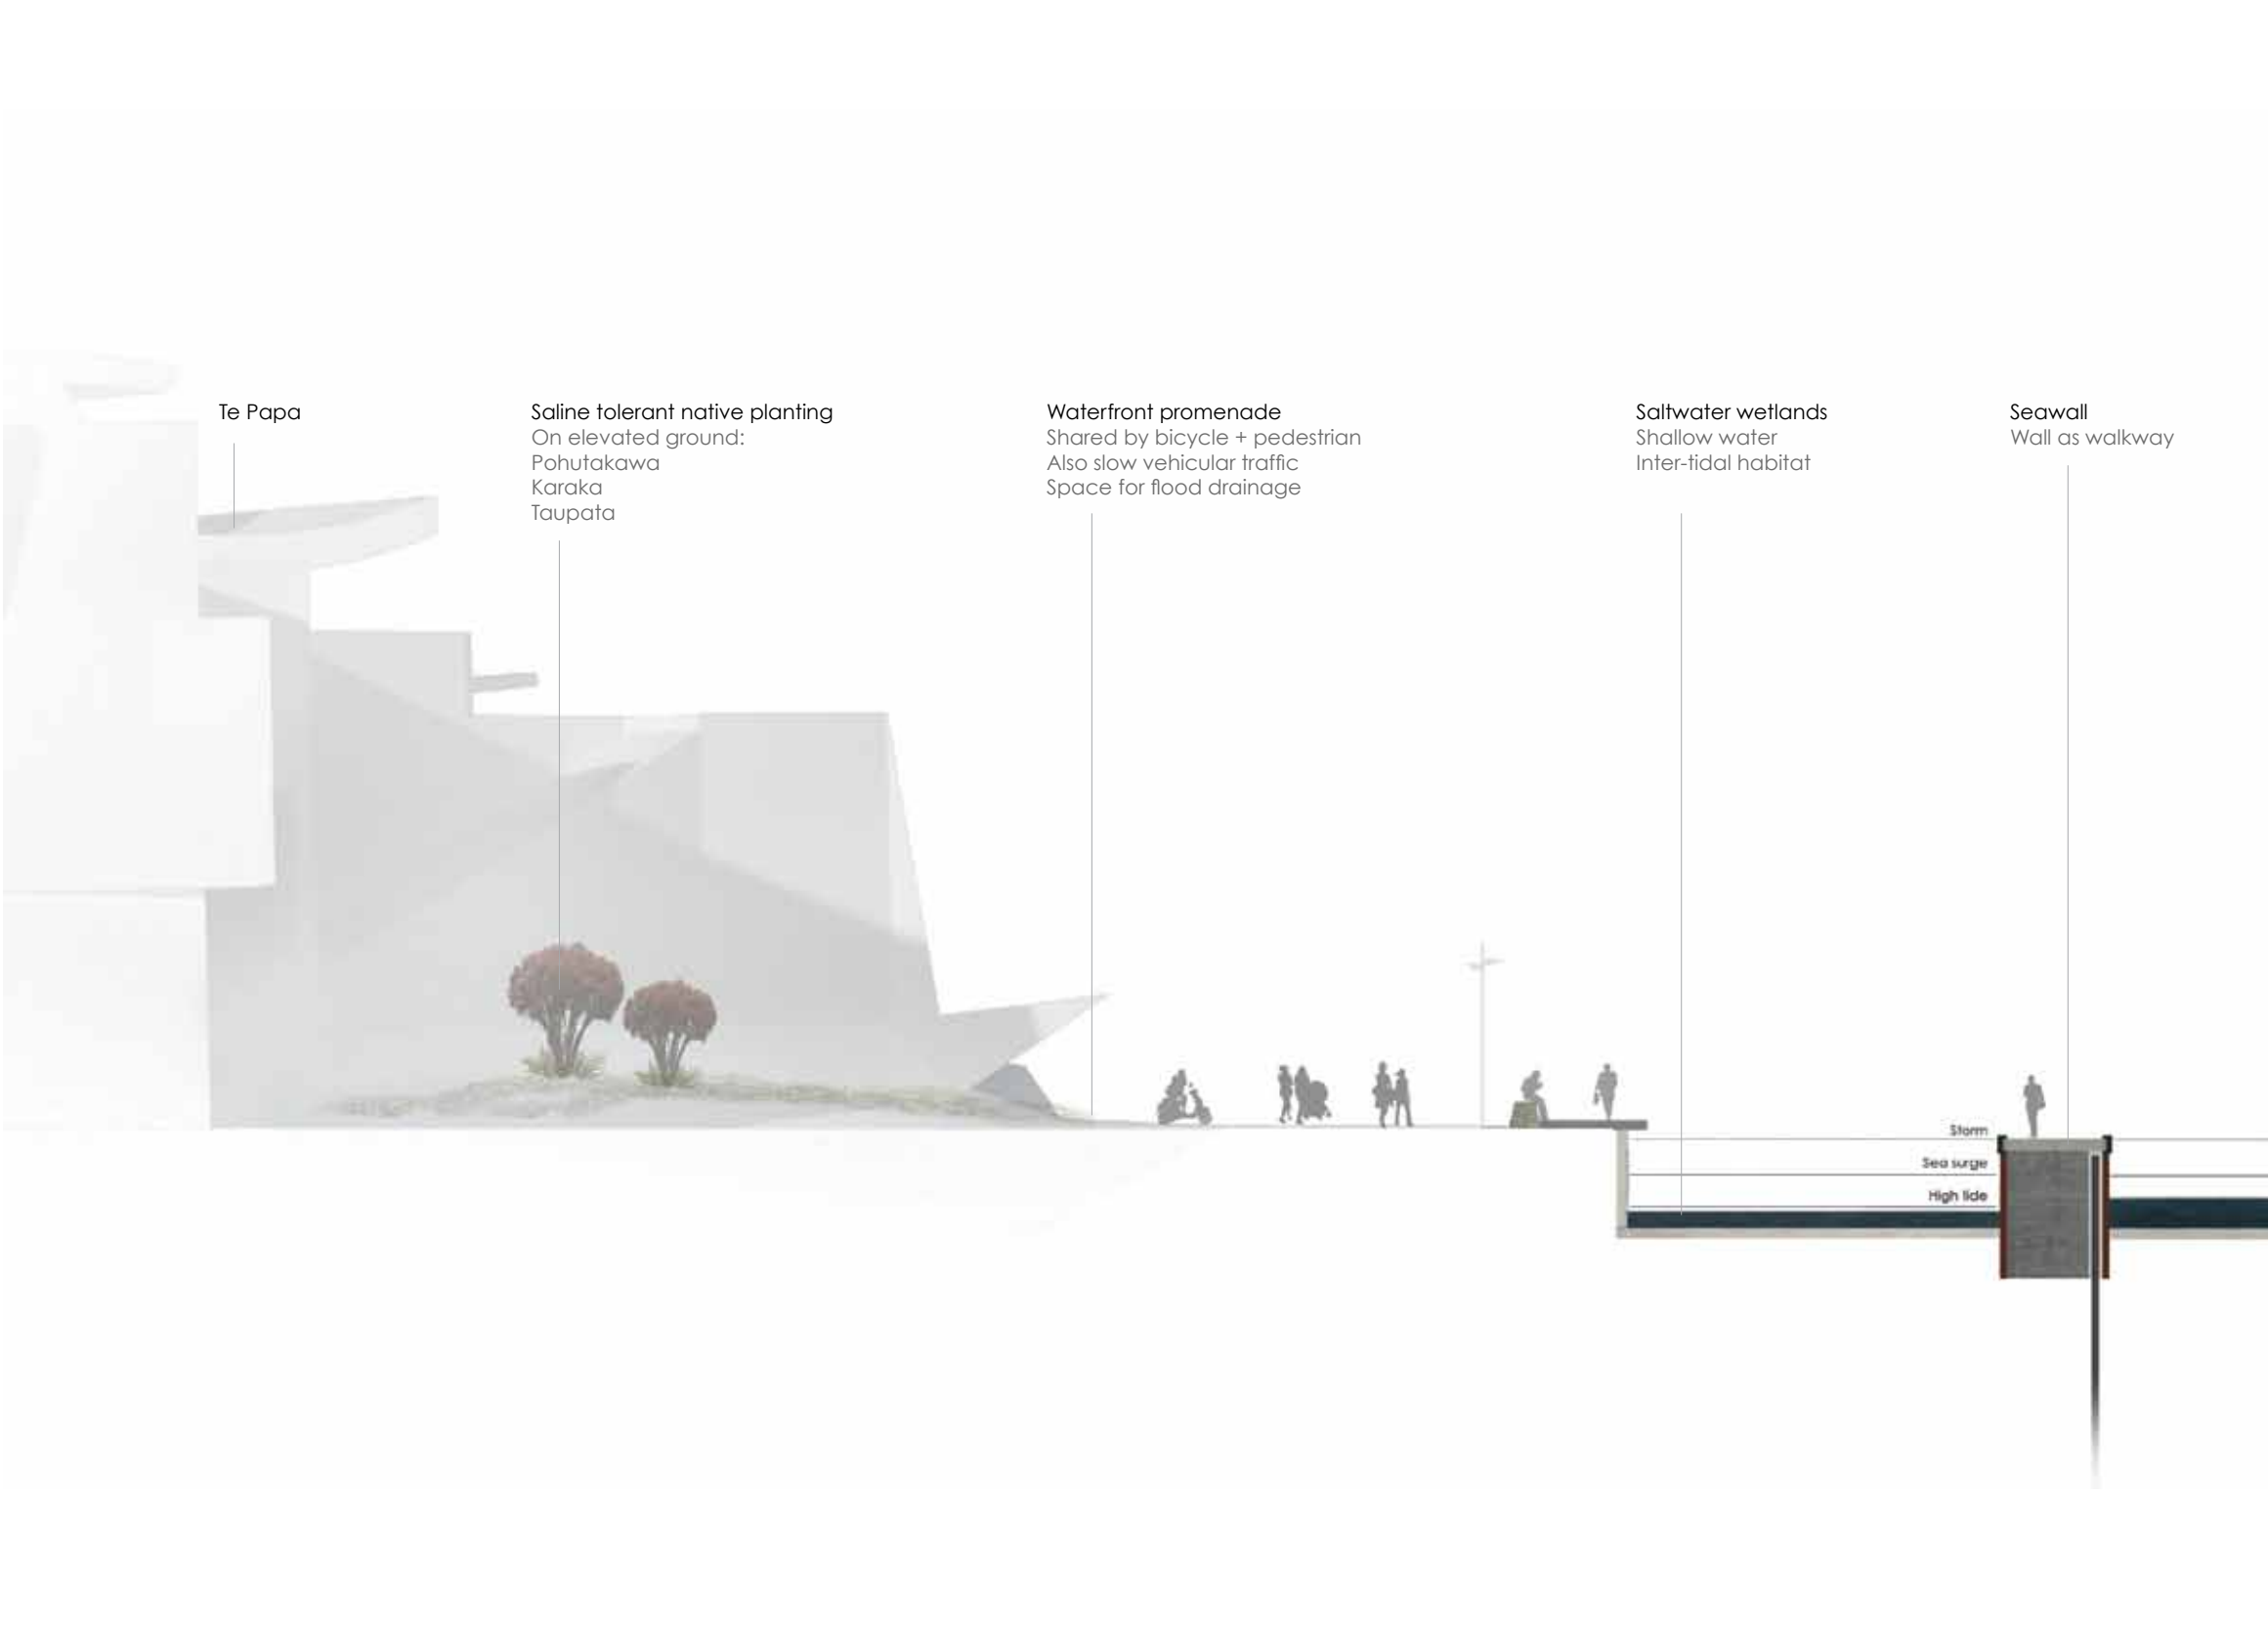 Te Papa
Saline tolerant native planting
On elevated ground:
Pohutakawa
Karaka
Taupata
Waterfront promenade
Shared by bicycle + pedestrian
Also slow vehicular traffic
Space for flood drainage
Saltwater wetlands
Shallow water
Inter-tidal habitat
Seawall
Wall as walkway
Storm
Sea surge
High tide